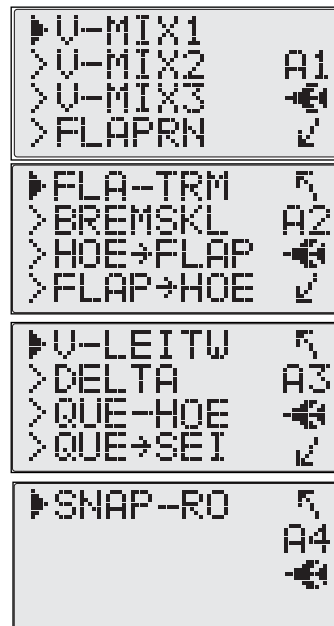 ▶V-MIX1
>V-MIX2 A1
>V-MIX3
>FLAPRN ↙
▶FLA-TRM ↖
>BREMSKL A2
>HOE→FLAP
>FLAP→HOE ↙
▶V-LEITW ↖
>DELTA A3
>QUE-HOE
>QUE→SEI ↙
▶SNAP-RO ↖
A4